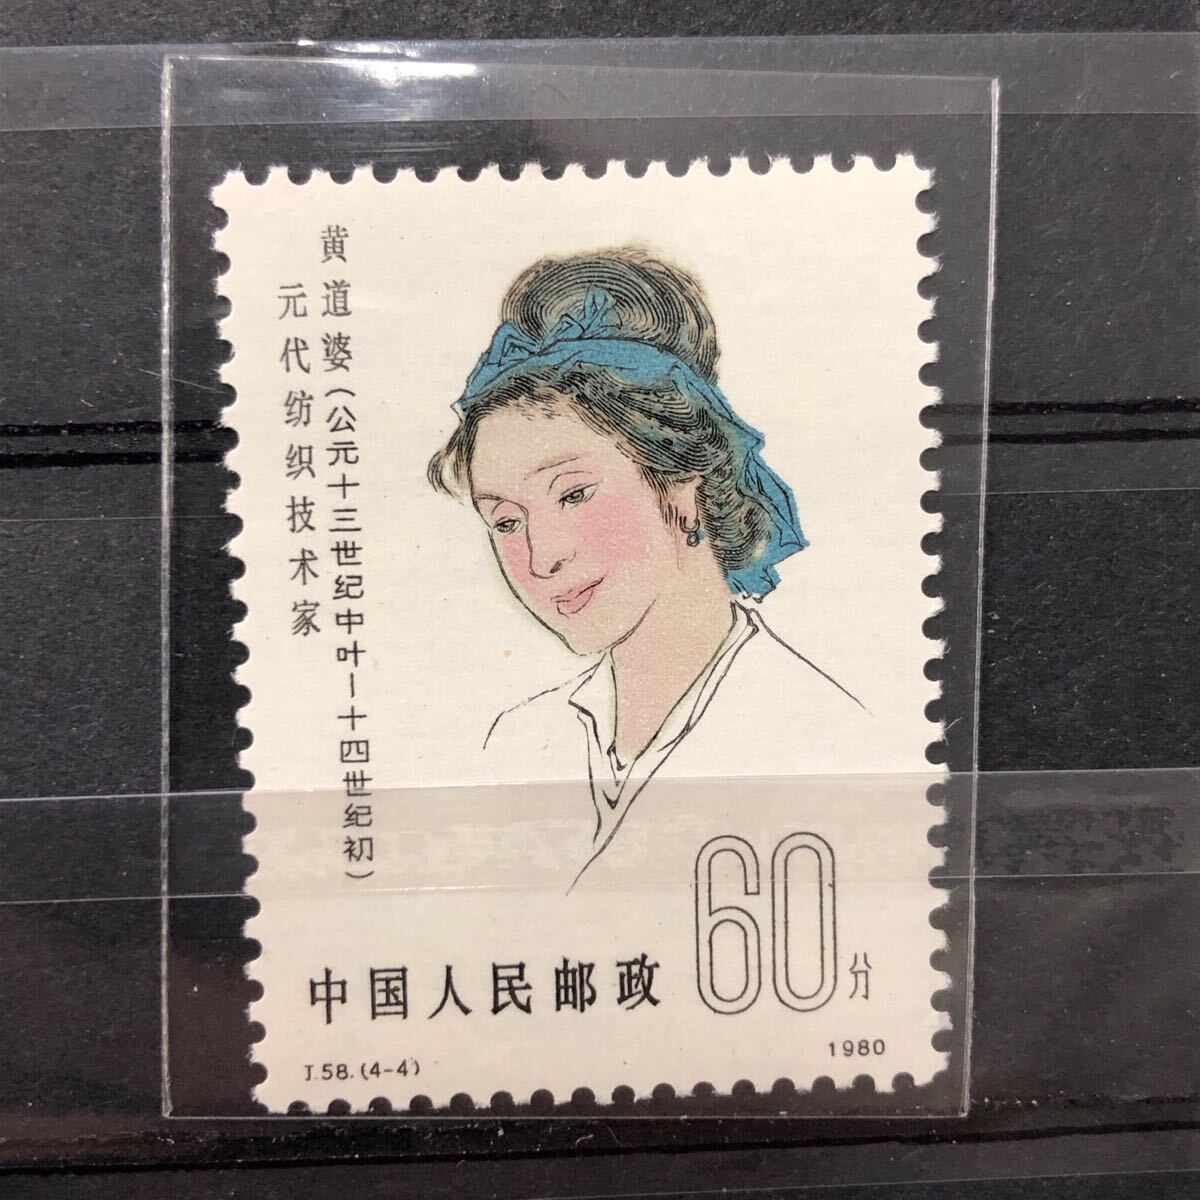 黄道婆(公元十三世纪中叶—十四世纪初)
元代纺织技术家
60分
中国人民邮政
1980
J.58.(4-4)